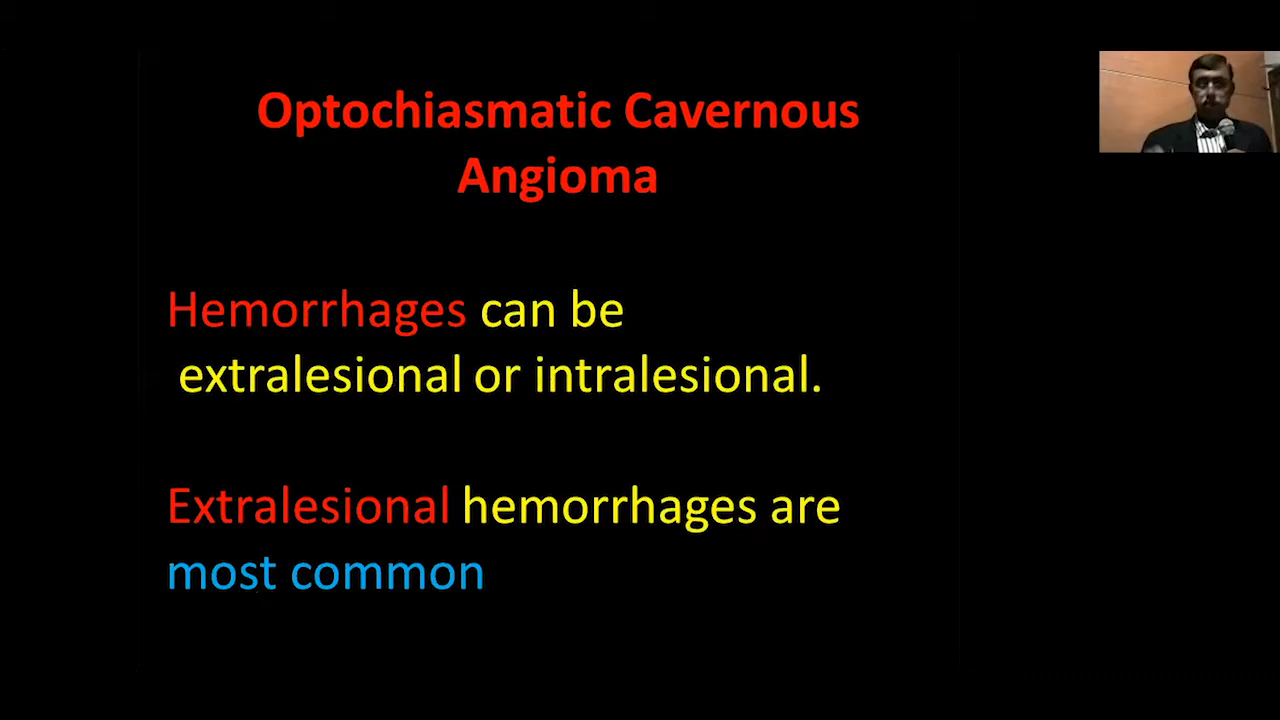 Optochiasmatic Cavernous
Angioma
Hemorrhages can be
extralesional or intralesional.
Extralesional hemorrhages are
most common